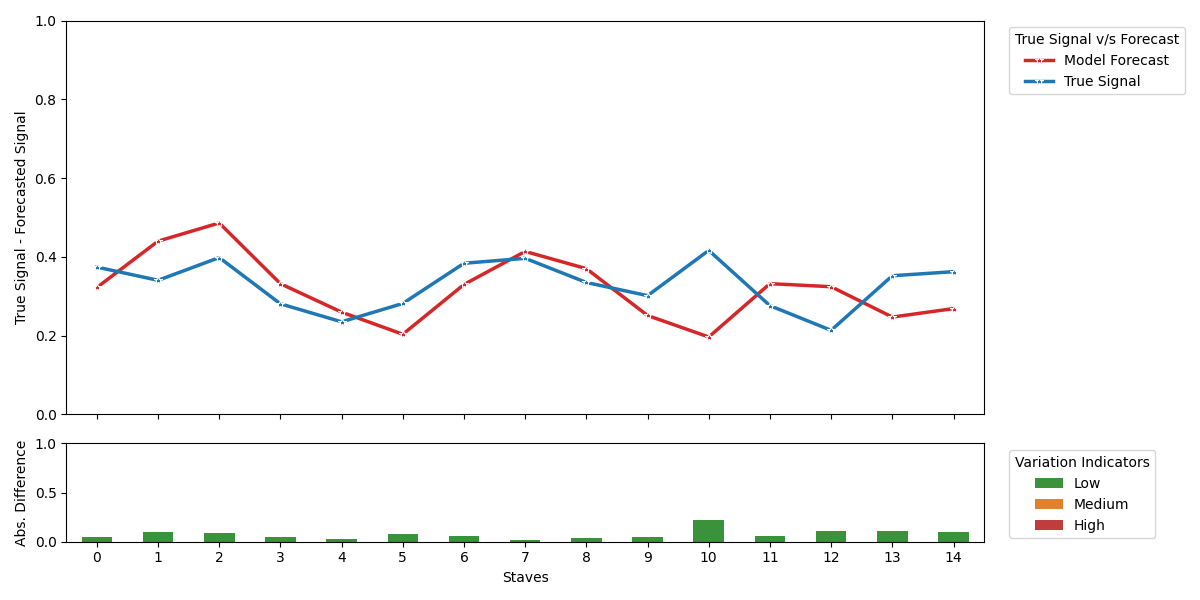 True Signal - Forecasted Signal
1.0
0.8
0.6
0.4
0.2
0.0
True Signal v/s Forecast
Model Forecast
True Signal
Abs. Difference
1.0
0.5
0.0
0 1 2 3 4 5 6 7 8 9 10 11 12 13 14
Staves
Variation Indicators
Low
Medium
High